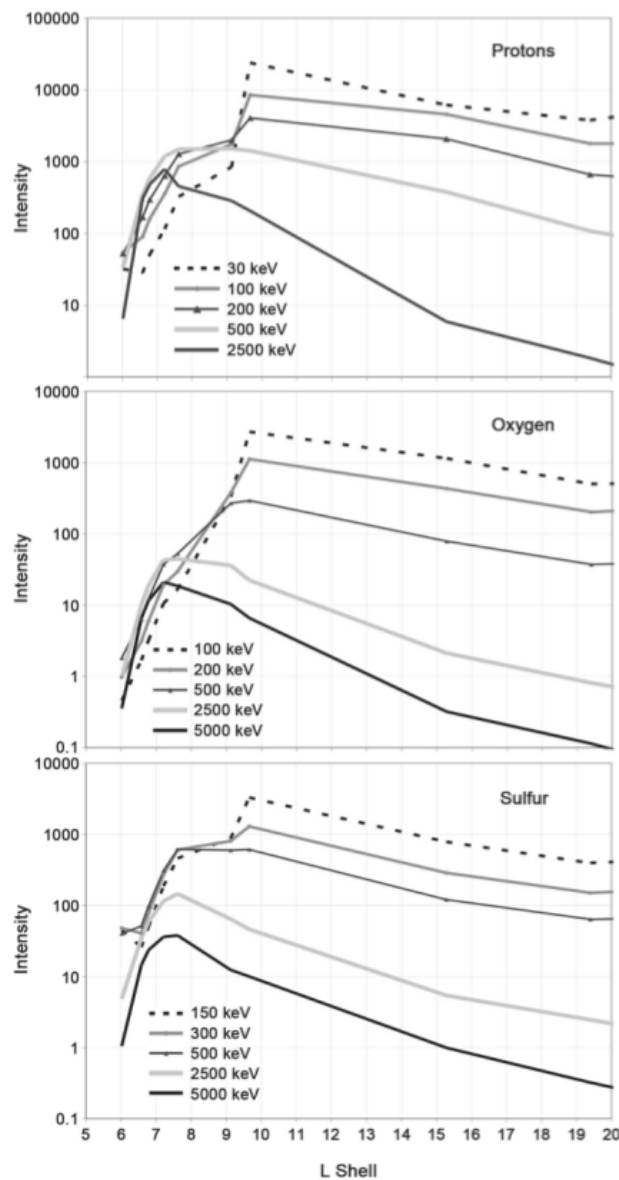 100000
Protons
10000
1000
Intensity
100
30 keV
100 keV
10
200 keV
500 keV
2500 keV
10000
Oxygen
1000
100
Intensity
10
100 keV
200 keV
1
500 keV
2500 keV
5000 keV
0.1
10000
Sulfur
1000
100
Intensity
10
150 keV
300 keV
1
500 keV
2500 keV
5000 keV
0.1
5 6 7 8 9 10 11 12 13 14 15 16 17 18 19 20
L Shell